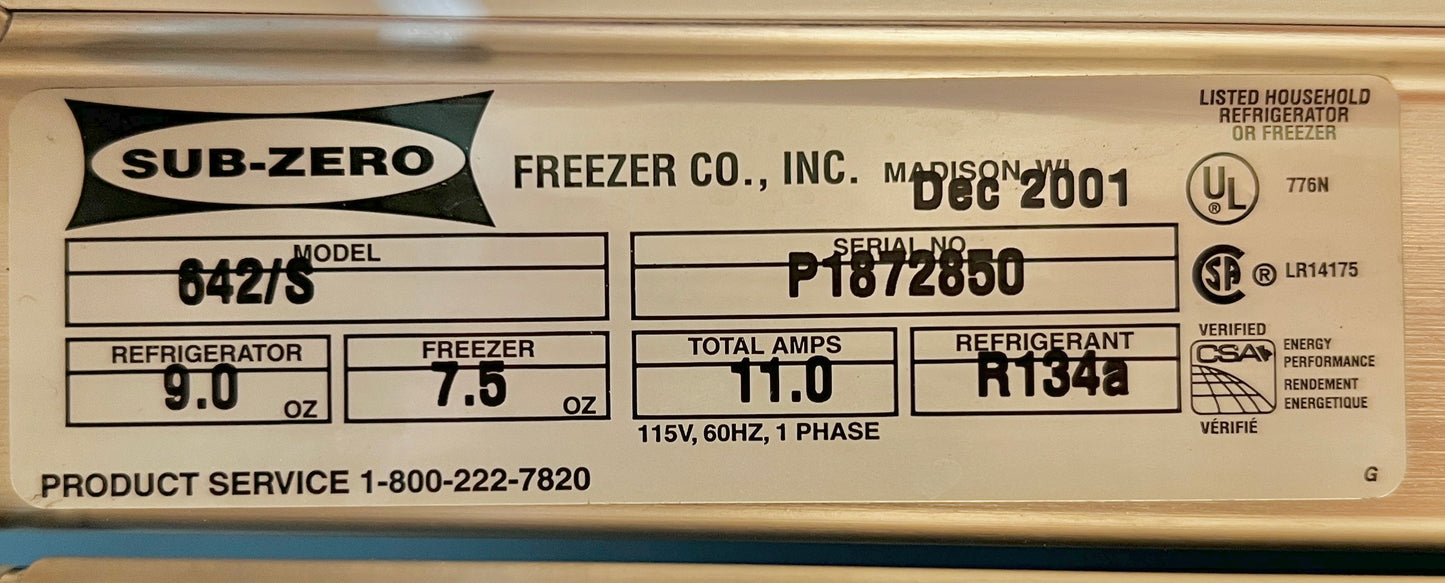 SUB-ZERO FREEZER CO., INC. MADISON, WI
Dec 2001
LISTED HOUSEHOLD
REFRIGERATOR
OR FREEZER
UL ® 776N
MODEL
642/S
SERIAL NO
P1872850
SA ® LR14175
REFRIGERATOR
9.0 OZ
FREEZER
7.5 OZ
TOTAL AMPS
11.0
REFRIGERANT
R134a
115V, 60HZ, 1 PHASE
VERIFIED
CSA
ENERGY
PERFORMANCE
RENDEMENT
ENERGETIQUE
VÉRIFIÉ
PRODUCT SERVICE 1-800-222-7820
G